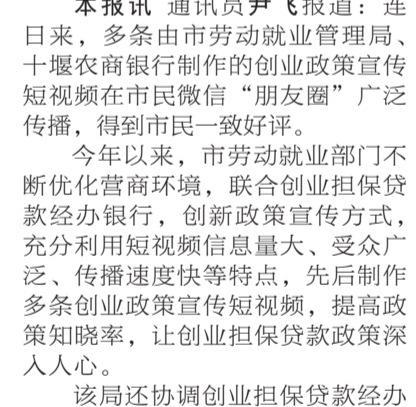 本报讯 通讯员尹飞报道：连
日来，多条由市劳动就业管理局、
十堰农商银行制作的创业政策宣传
短视频在市民微信“朋友圈”广泛
传播，得到市民一致好评。
今年以来，市劳动就业部门不
断优化营商环境，联合创业担保贷
款经办银行，创新政策宣传方式，
充分利用短视频信息量大、受众广
泛、传播速度快等特点，先后制作
多条创业政策宣传短视频，提高政
策知晓率，让创业担保贷款政策深
入人心。
该局还协调创业担保贷款经办